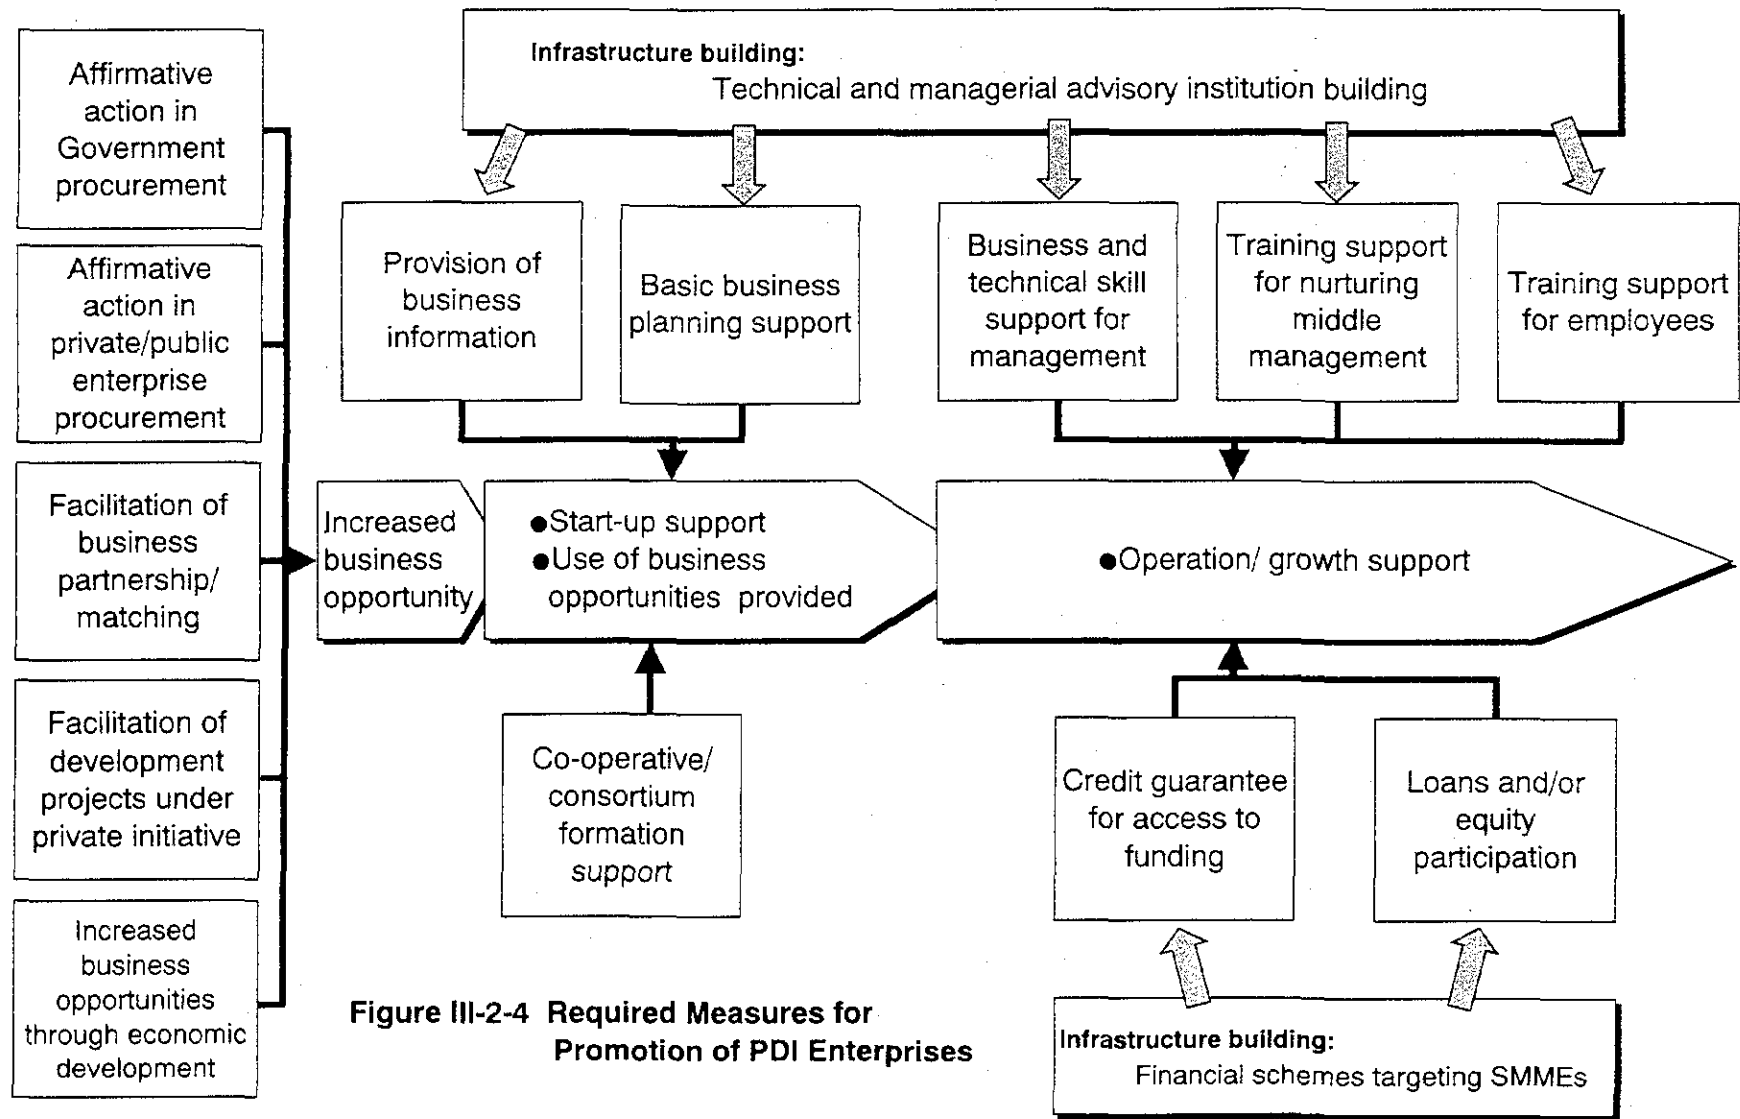 Affirmative
action in
Government
procurement
Affirmative
action in
private/public
enterprise
procurement
Facilitation of
business
partnership/
matching
Facilitation of
development
projects under
private initiative
Increased
business
opportunities
through economic
development
Infrastructure building:
Technical and managerial advisory institution building
Provision of
business
information
Basic business
planning support
Business and
technical skill
support for
management
Training support
for nurturing
middle
management
Training support
for employees
Increased
business
opportunity
●Start-up support
●Use of business
opportunities provided
●Operation/ growth support
Co-operative/
consortium
formation
support
Credit guarantee
for access to
funding
Loans and/or
equity
participation
Infrastructure building:
Financial schemes targeting SMMEs
Figure III-2-4 Required Measures for
Promotion of PDI Enterprises